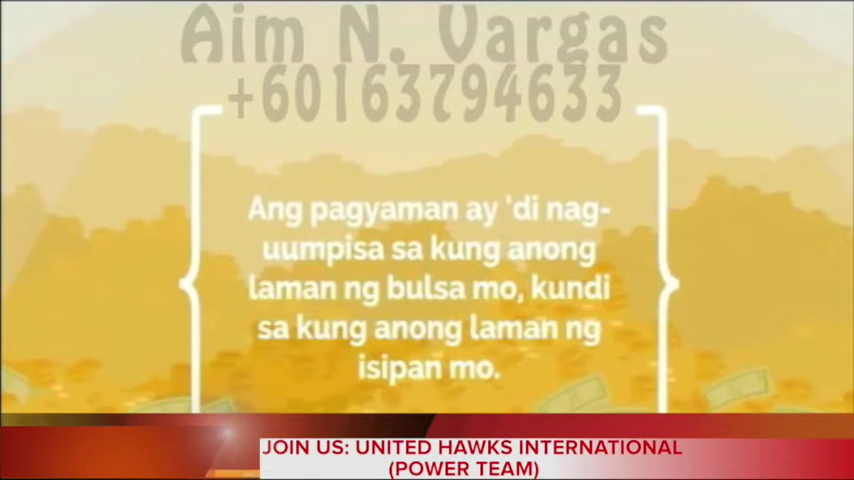 Aim N. Vargas
+60163794633
Ang pagyaman ay 'di nag-
uumpisa sa kung anong
laman ng bulsa mo, kundi
sa kung anong laman ng
isipan mo.
JOIN US: UNITED HAWKS INTERNATIONAL
(POWER TEAM)